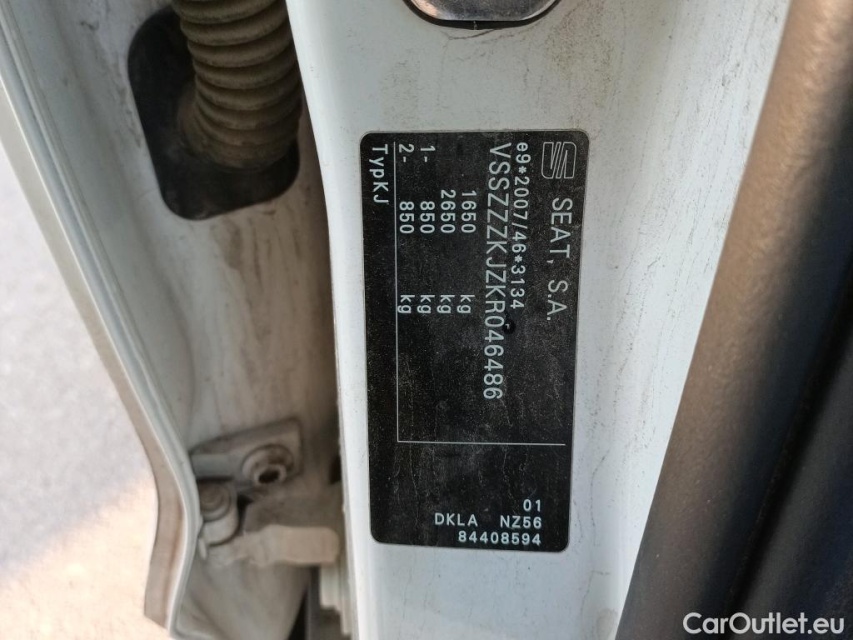 SEAT, S.A.
e9*2007/46*3134
VSSZZZKJZKR046486
1650 kg
2650 kg
1- 850 kg
2- 850 kg
TypKJ
01
DKLA NZ56
84408594
CarOutlet.eu